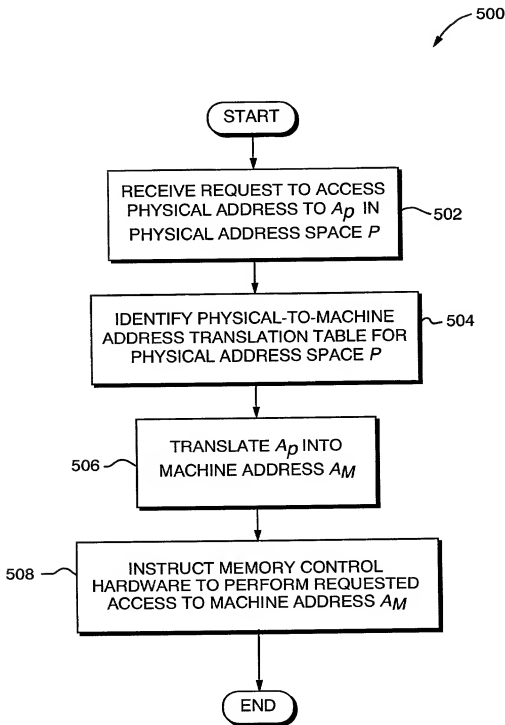 500
START
RECEIVE REQUEST TO ACCESS
PHYSICAL ADDRESS TO Ap IN
PHYSICAL ADDRESS SPACE P
502
IDENTIFY PHYSICAL-TO-MACHINE
ADDRESS TRANSLATION TABLE FOR
PHYSICAL ADDRESS SPACE P
504
TRANSLATE Ap INTO
MACHINE ADDRESS AM
506
INSTRUCT MEMORY CONTROL
HARDWARE TO PERFORM REQUESTED
ACCESS TO MACHINE ADDRESS AM
508
END